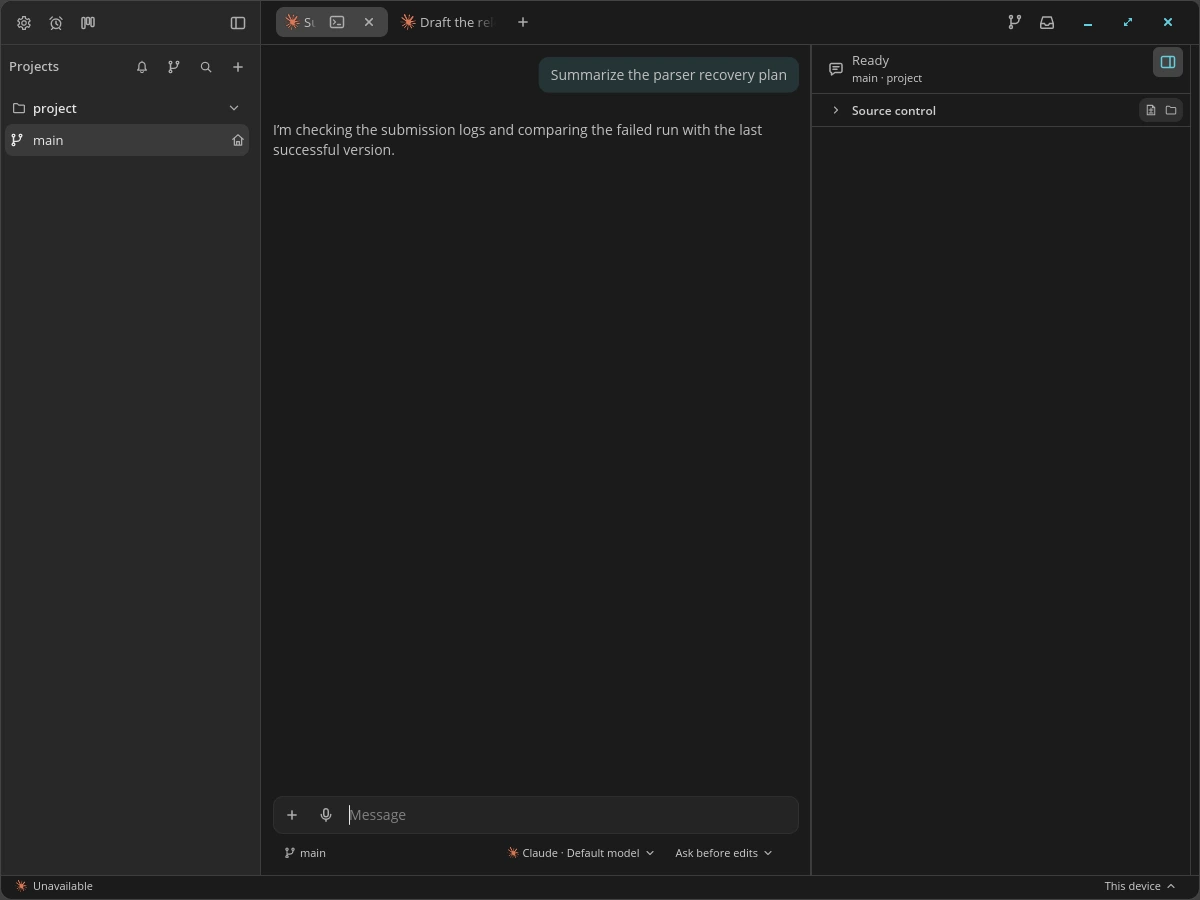 Draft the
Projects
project
main
Summarize the parser recovery plan
I'm checking the submission logs and comparing the failed run with the last
successful version.
Message
main
Claude · Default model
Ask before edits
Ready
main · project
Source control
Unavailable
This device